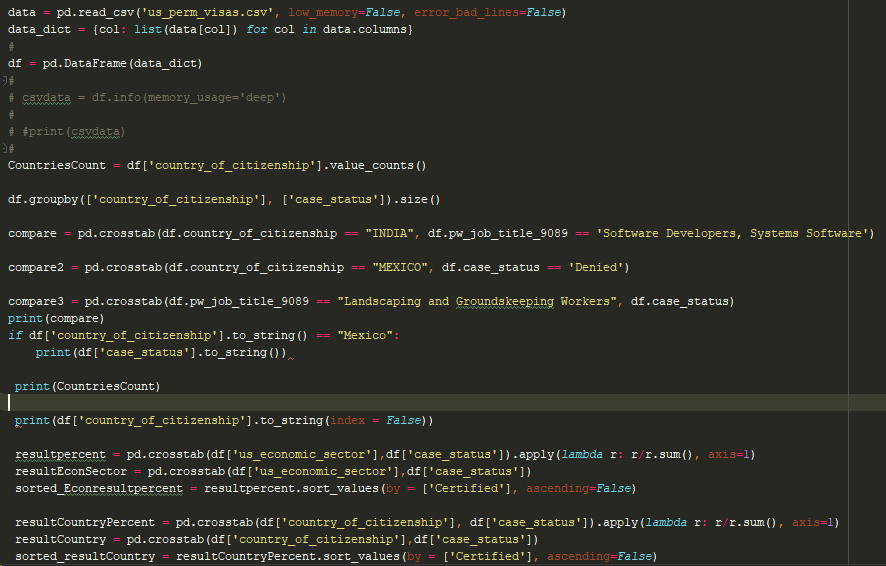 data = pd.read_csv('us_perm_visas.csv', low_memory=False, error_bad_lines=False)
data_dict = {col: list(data[col]) for col in data.columns}
#
df = pd.DataFrame(data_dict)
#
# csvdata = df.info(memory_usage='deep')
#
# #print(csvdata)
#
CountriesCount = df['country_of_citizenship'].value_counts()
df.groupby(['country_of_citizenship'], ['case_status']).size()
compare = pd.crosstab(df.country_of_citizenship == "INDIA", df.pw_job_title_9089 == 'Software Developers, Systems Software')
compare2 = pd.crosstab(df.country_of_citizenship == "MEXICO", df.case_status == 'Denied')
compare3 = pd.crosstab(df.pw_job_title_9089 == "Landscaping and Groundskeeping Workers", df.case_status)
print(compare)
if df['country_of_citizenship'].to_string() == "Mexico":
    print(df['case_status'].to_string())
 print(CountriesCount)
 print(df['country_of_citizenship'].to_string(index = False))
 resultpercent = pd.crosstab(df['us_economic_sector'],df['case_status']).apply(lambda r: r/r.sum(), axis=1)
 resultEconSector = pd.crosstab(df['us_economic_sector'],df['case_status'])
 sorted_Econresultpercent = resultpercent.sort_values(by = ['Certified'], ascending=False)
 resultCountryPercent = pd.crosstab(df['country_of_citizenship'], df['case_status']).apply(lambda r: r/r.sum(), axis=1)
 resultCountry = pd.crosstab(df['country_of_citizenship'],df['case_status'])
 sorted_resultCountry = resultCountryPercent.sort_values(by = ['Certified'], ascending=False)